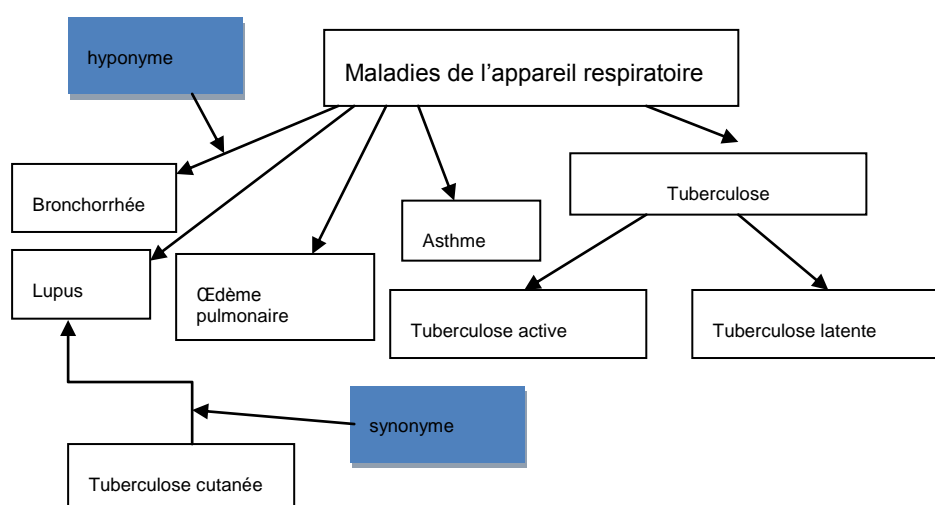 hyponyme
Maladies de l’appareil respiratoire
Bronchorrhée
Tuberculose
Asthme
Lupus
Œdème
pulmonaire
Tuberculose active
Tuberculose latente
synonyme
Tuberculose cutanée